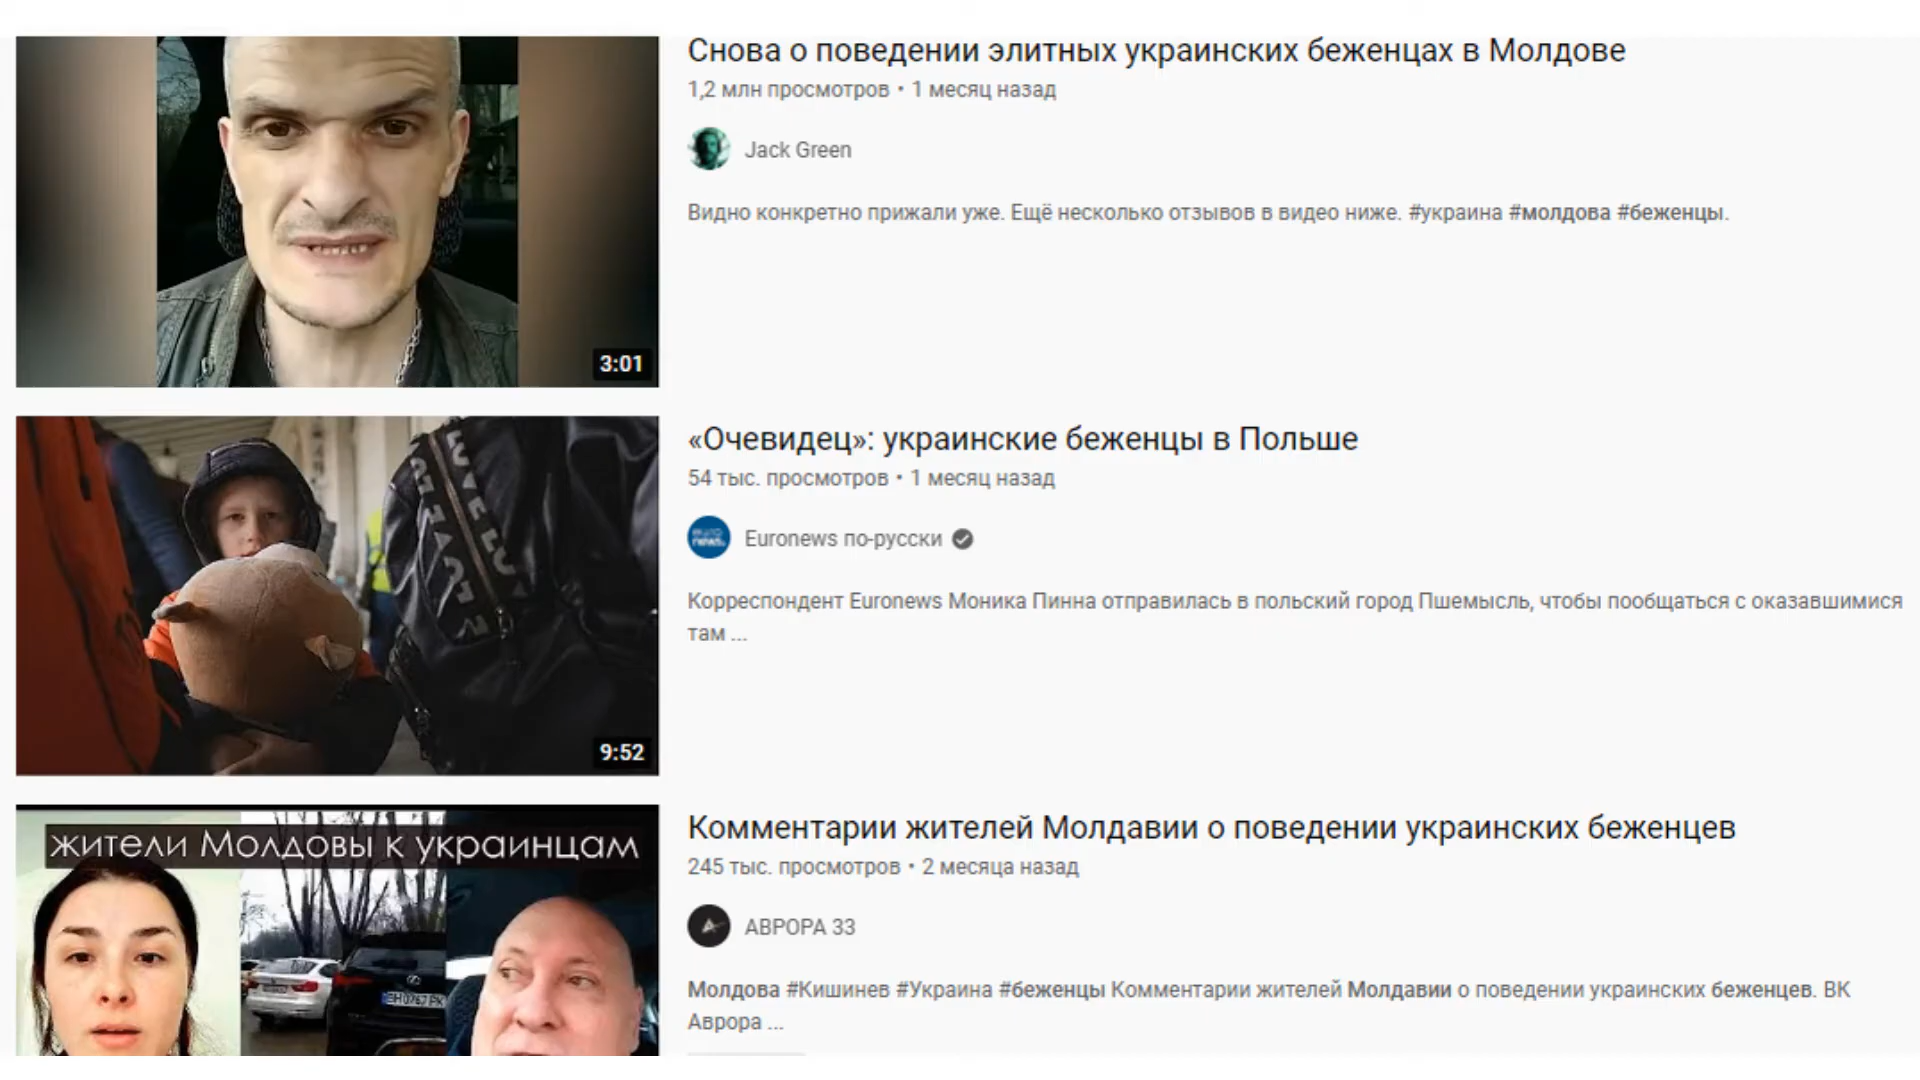 Снова о поведении элитных украинских беженцах в Молдове
1,2 млн просмотров • 1 месяц назад
Jack Green
Видно конкретно прижали уже. Ещё несколько отзывов в видео ниже. #украина #молдова #беженцы.
3:01
«Очевидец»: украинские беженцы в Польше
54 тыс. просмотров • 1 месяц назад
euro
news.
Euronews по-русски
Корреспондент Euronews Моника Пинна отправилась в польский город Пшемысль, чтобы пообщаться с оказавшимися
там ...
9:52
жители Молдовы к украинцам
BH0767PK
Комментарии жителей Молдавии о поведении украинских беженцев
245 тыс. просмотров • 2 месяца назад
АВРОРА 33
Молдова #Кишинев #Украина #беженцы Комментарии жителей Молдавии о поведении украинских беженцев. ВК
Аврора ...